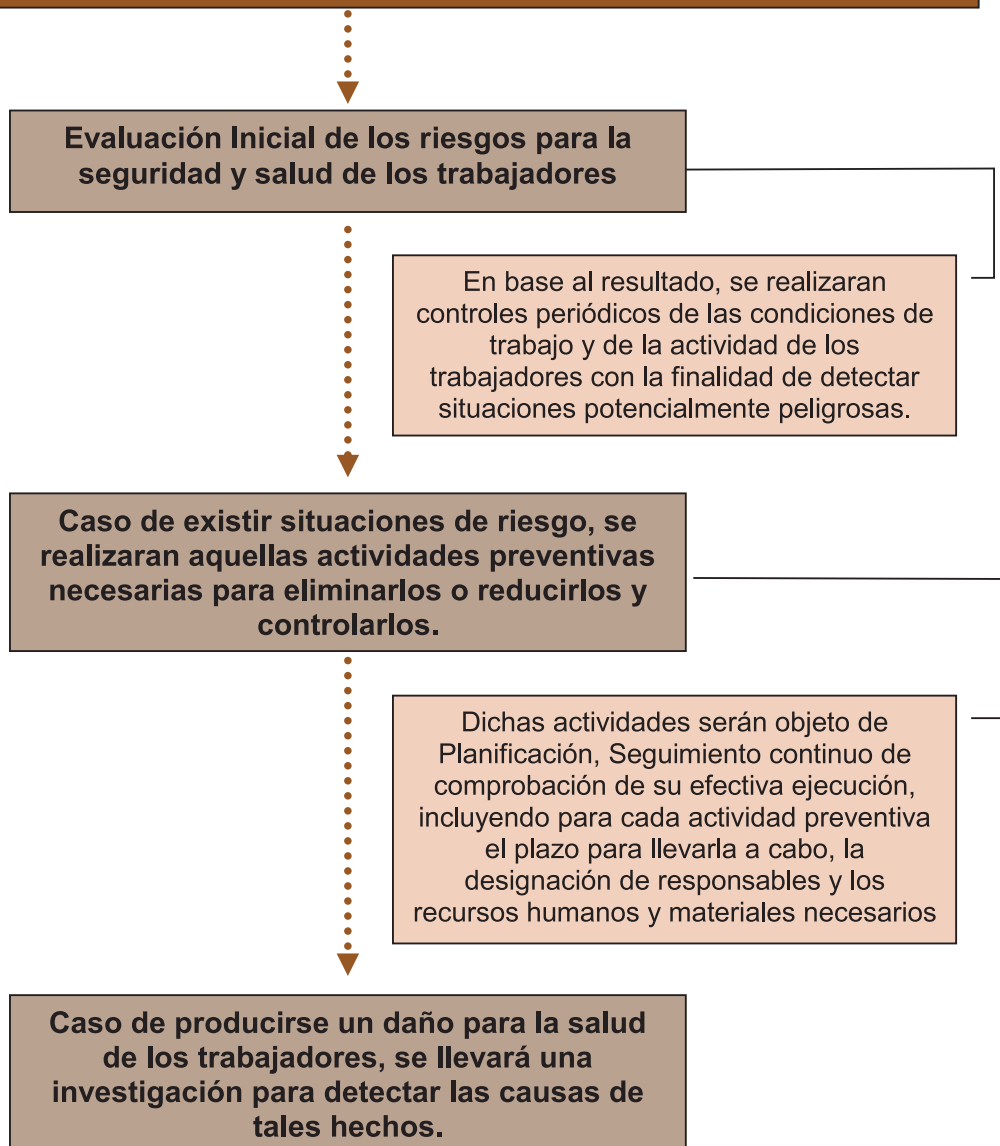 Evaluación Inicial de los riesgos para la
seguridad y salud de los trabajadores
En base al resultado, se realizaran
controles periódicos de las condiciones de
trabajo y de la actividad de los
trabajadores con la finalidad de detectar
situaciones potencialmente peligrosas.
Caso de existir situaciones de riesgo, se
realizaran aquellas actividades preventivas
necesarias para eliminarlos o reducirlos y
controlarlos.
Dichas actividades serán objeto de
Planificación, Seguimiento continuo de
comprobación de su efectiva ejecución,
incluyendo para cada actividad preventiva
el plazo para llevarla a cabo, la
designación de responsables y los
recursos humanos y materiales necesarios
Caso de producirse un daño para la salud
de los trabajadores, se llevará una
investigación para detectar las causas de
tales hechos.